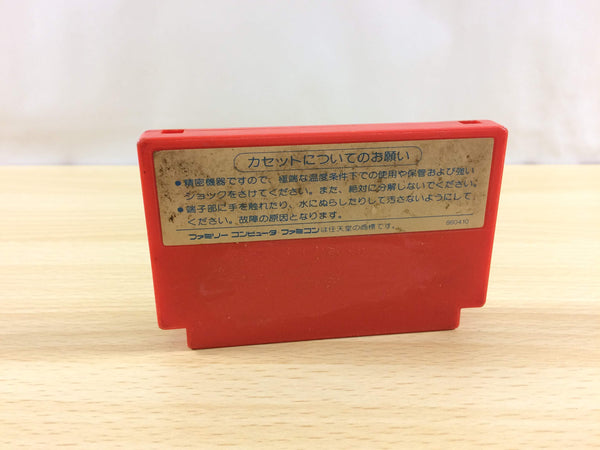 カセットについてのお願い
●精密機器ですので、極端な温度条件下での使用や保管および強い
ショックをさけてください。また、絶対に分解しないでください。
●端子部に手を触れたり、水にぬらしたりして汚さないようにして
ください。故障の原因となります。
ファミリー コンピュータ・ファミコンは任天堂の商標です。
860410